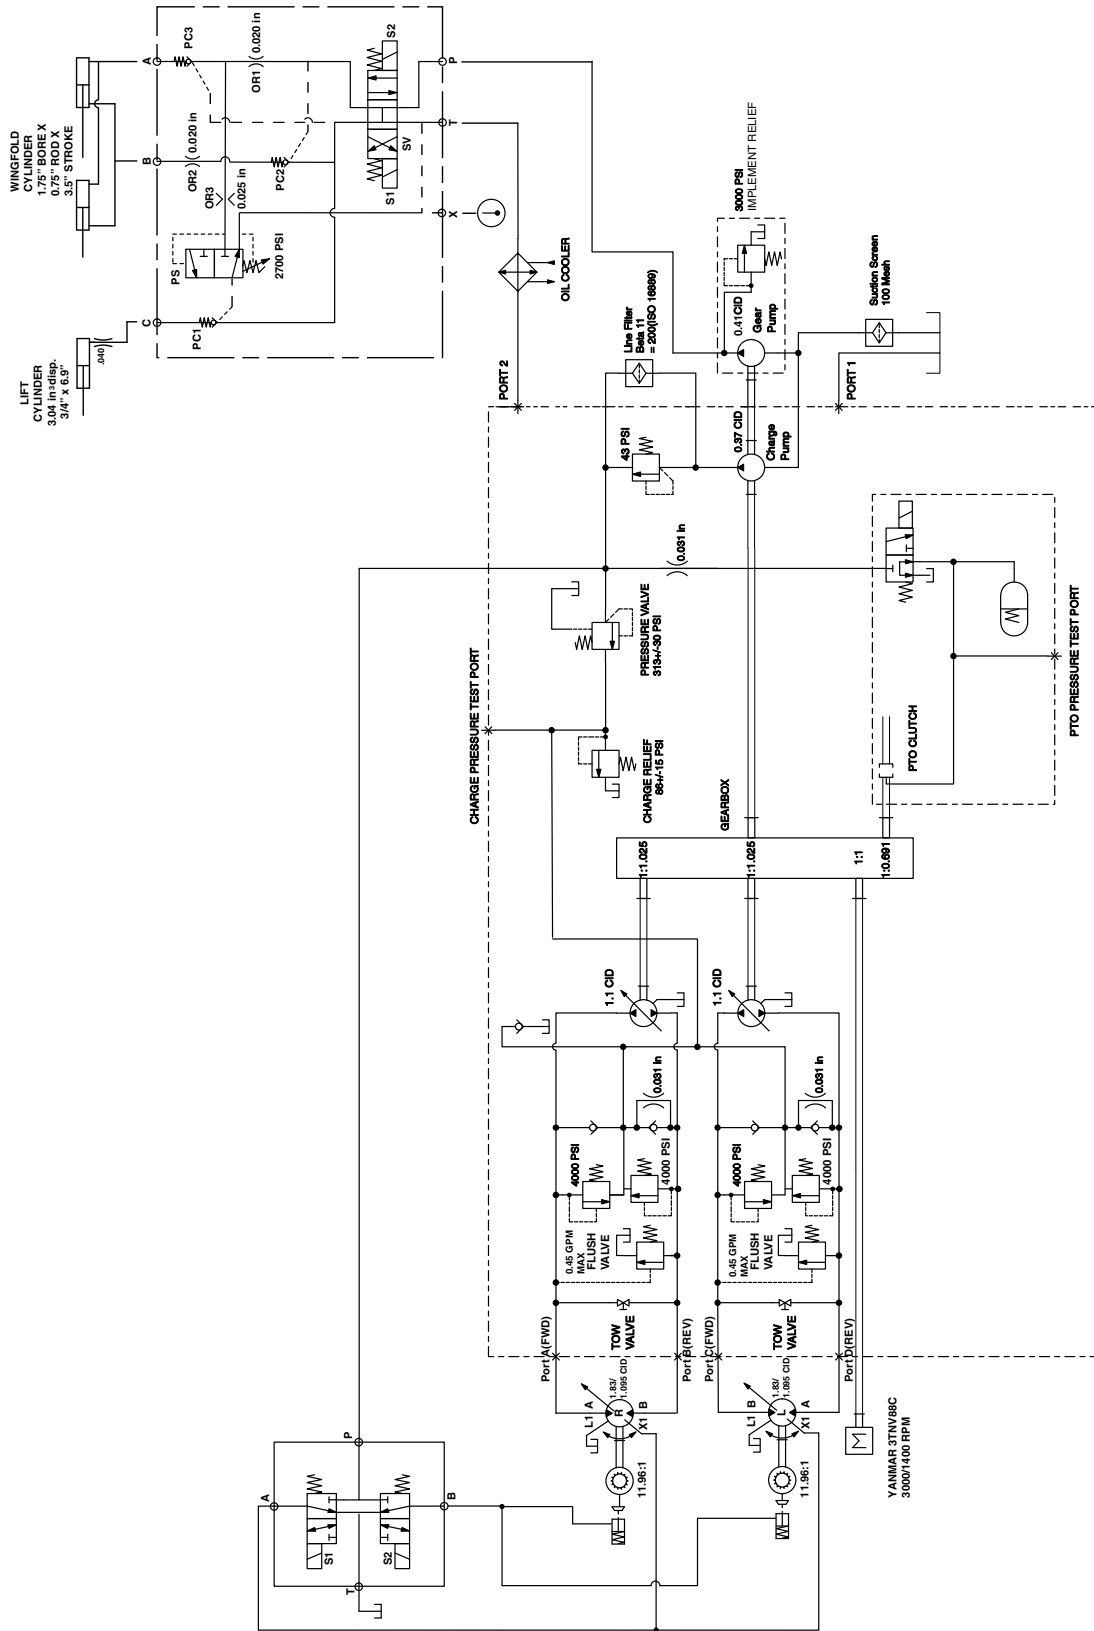 WINGFOLD
CYLINDER
1.75" BORE X
0.75" ROD X
3.5" STROKE
LIFT
CYLINDER
3.04 in³disp.
3/4" x 6.9"
.040
A
B
C
PC3
0.020 in
OR1
OR2
0.020 in
OR3
0.025 in
PC2
PS
2700 PSI
PC1
S2
SV
S1
P
T
X
OIL COOLER
3000 PSI
IMPLEMENT RELIEF
Line Filter
Beta 11
= 200(ISO 16889)
0.41CID
Gear
Pump
Suction Screen
100 Mesh
PORT 2
PORT 1
43 PSI
0.37 CID
Charge
Pump
0.031 in
PRESSURE VALVE
313+/-30 PSI
CHARGE PRESSURE TEST PORT
CHARGE RELIEF
86+/-15 PSI
PTO PRESSURE TEST PORT
PTO CLUTCH
GEARBOX
1:1.025
1:1.025
1:1
1:0.691
1.1 CID
1.1 CID
0.031 in
0.031 in
4000 PSI
4000 PSI
4000 PSI
4000 PSI
0.45 GPM
MAX
FLUSH
VALVE
0.45 GPM
MAX
FLUSH
VALVE
TOW
VALVE
TOW
VALVE
Port A(FWD)
Port B(REV)
Port C(FWD)
Port D(REV)
1.83/
1.095 CID
L1
A
R
B
X1
11.96:1
1.83/
1.095 CID
L1
B
L
A
X1
11.96:1
M
YANMAR 3TNV88C
3000/1400 RPM
P
A
B
S1
S2
T